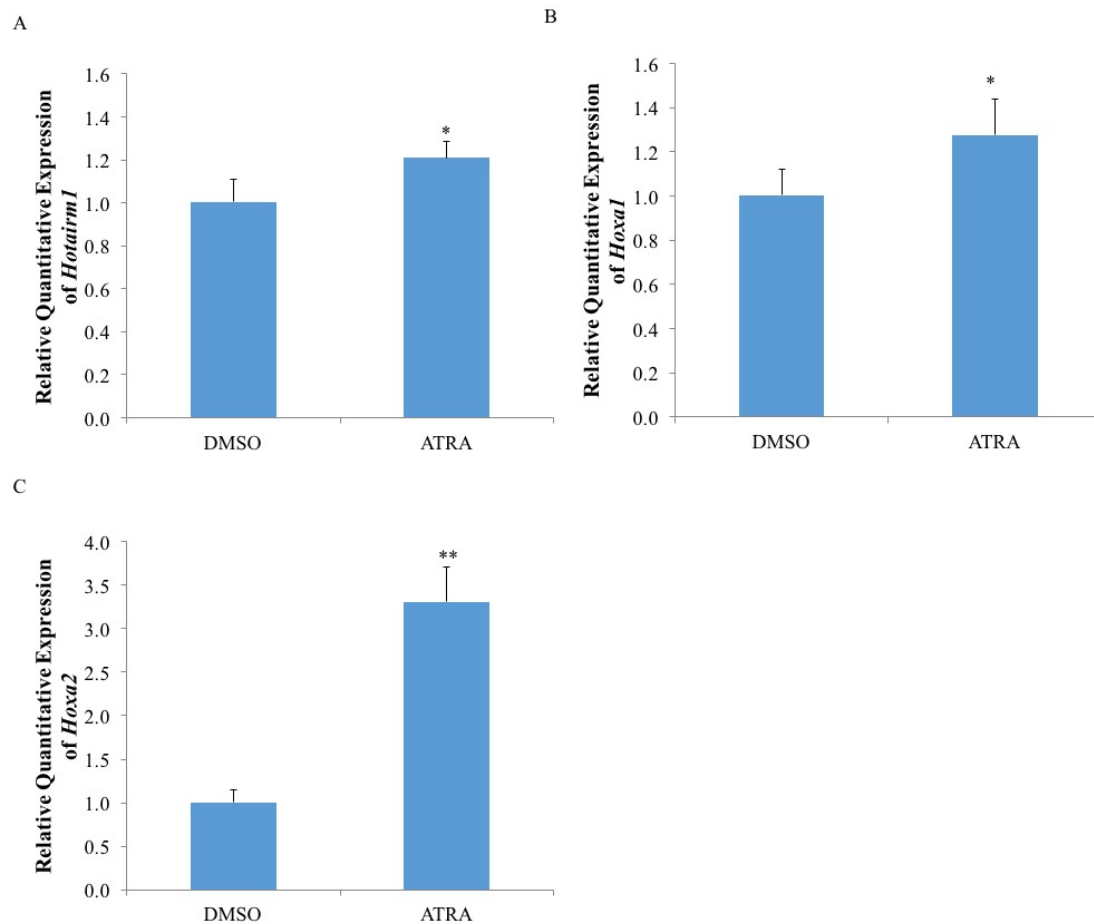 A
Relative Quantitative Expression
of Hotairm1
1.6
1.4
1.2
1.0
0.8
0.6
0.4
0.2
0.0
*
DMSO ATRA
B
Relative Quantitative Expression
of Hoxa1
1.6
1.4
1.2
1.0
0.8
0.6
0.4
0.2
0.0
*
DMSO ATRA
C
Relative Quantitative Expression
of Hoxa2
4.0
3.5
3.0
2.5
2.0
1.5
1.0
0.5
0.0
**
DMSO ATRA